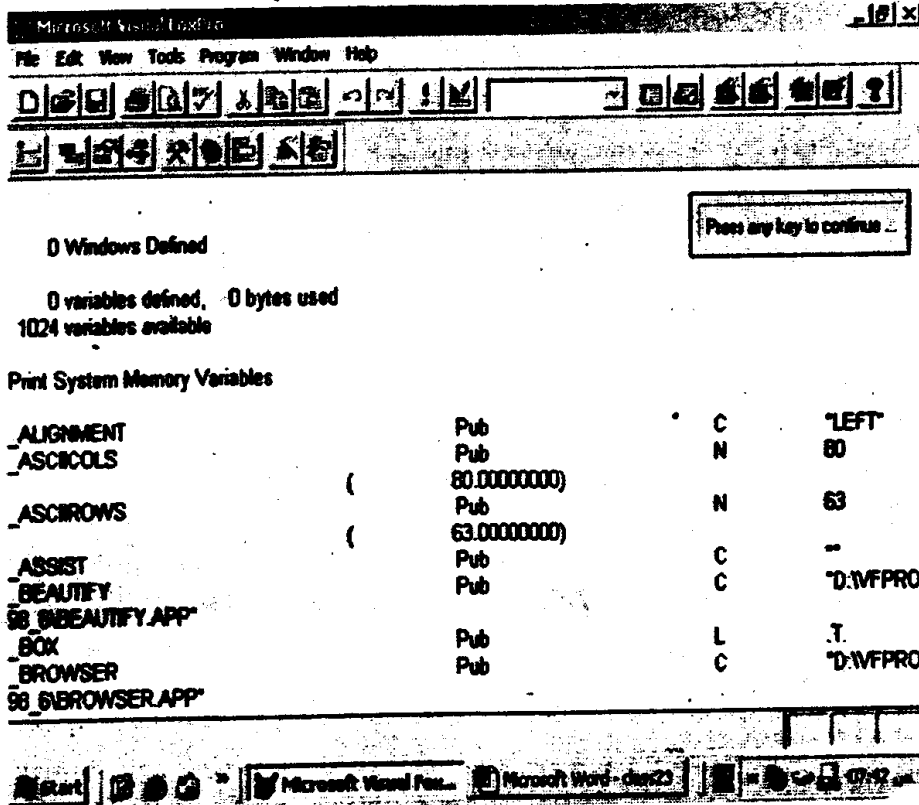 Microsoft Visual FoxPro
File Edit View Tools Program Window Help
Press any key to continue ...
0 Windows Defined
0 variables defined, 0 bytes used
1024 variables available
Print System Memory Variables
_ALIGNMENT Pub C "LEFT"
_ASCIICOLS Pub N 80
( 80.00000000)
_ASCIIROWS Pub N 63
( 63.00000000)
_ASSIST Pub C ""
_BEAUTIFY Pub C "D:\VFPRO
98_6\BEAUTIFY.APP"
_BOX Pub L .T.
_BROWSER Pub C "D:\VFPRO
98_6\BROWSER.APP"
Start » Microsoft Visual Fox... Microsoft Word - 07:42